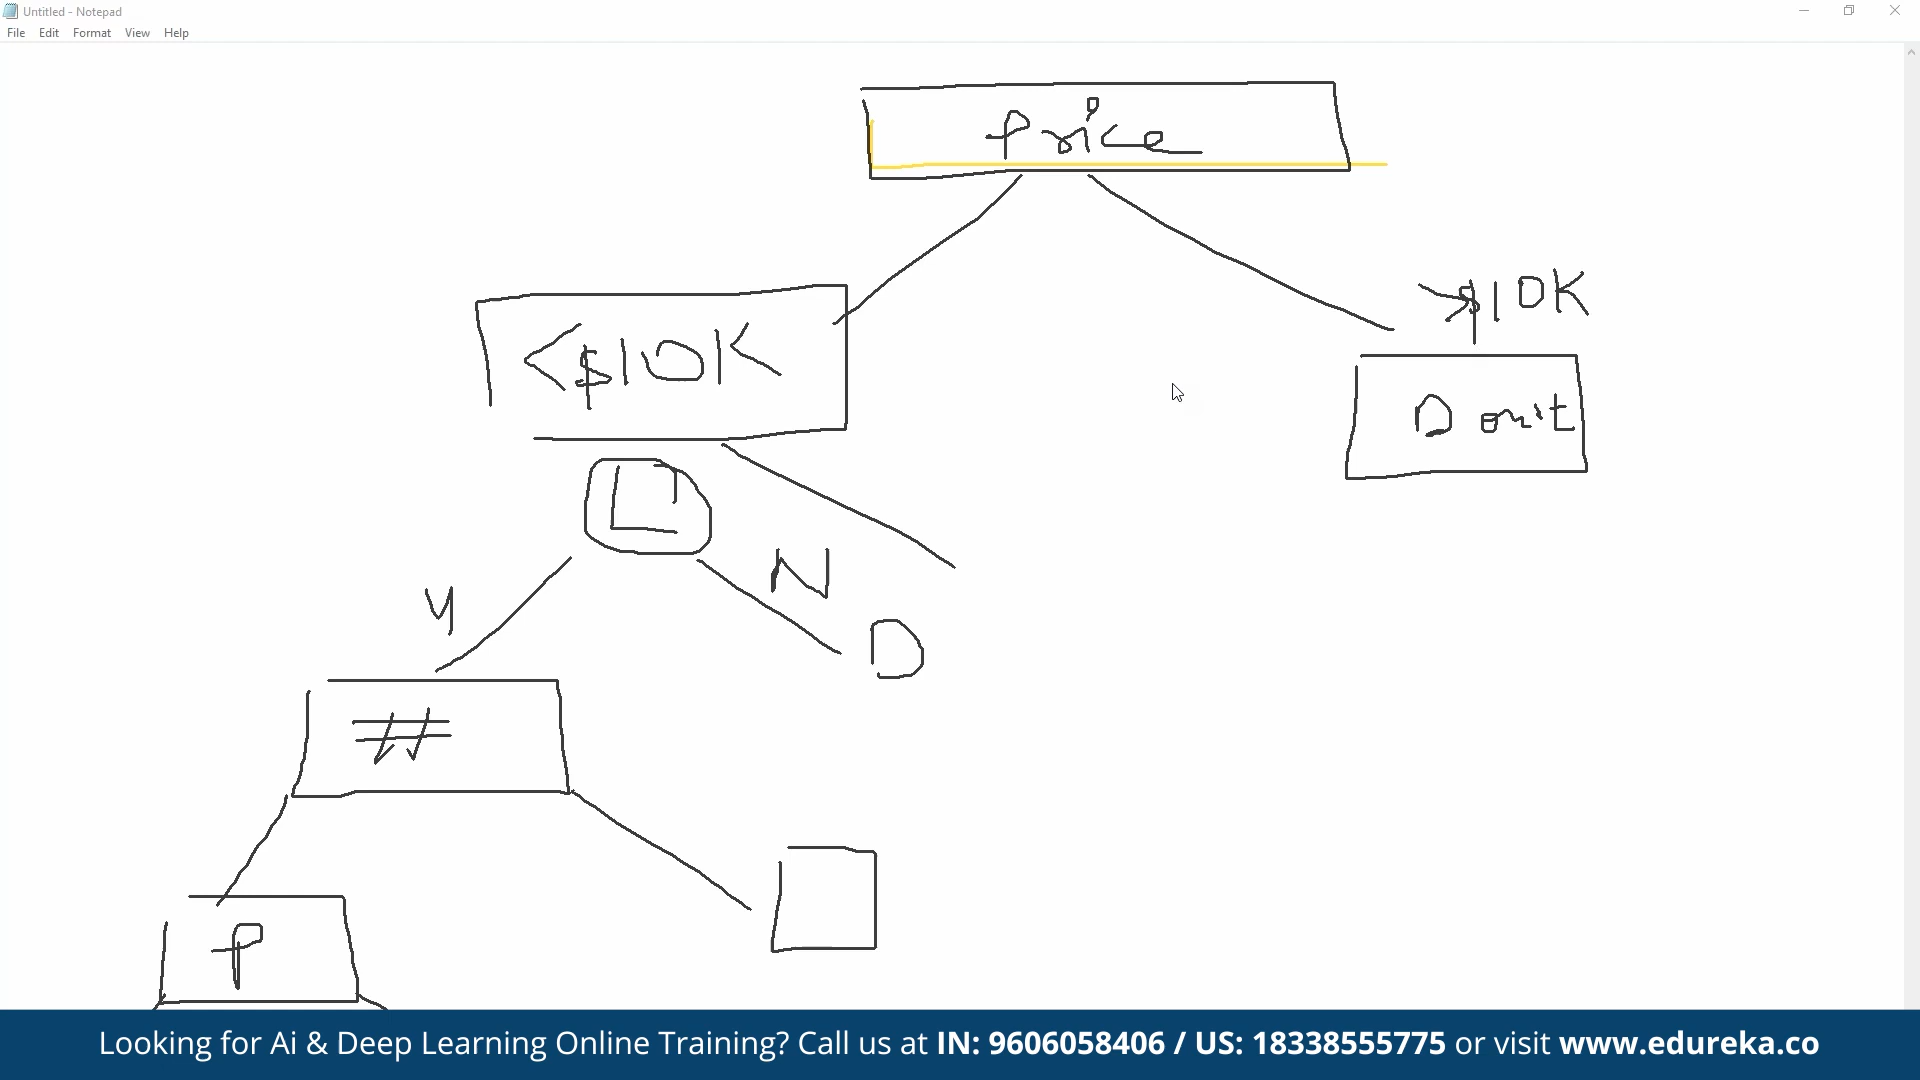 Untitled - Notepad
File Edit Format View Help
Price
>$10K
<$10K
Don't
L
N
Y
D
#
P
Looking for Ai & Deep Learning Online Training? Call us at IN: 9606058406 / US: 18338555775 or visit www.edureka.co